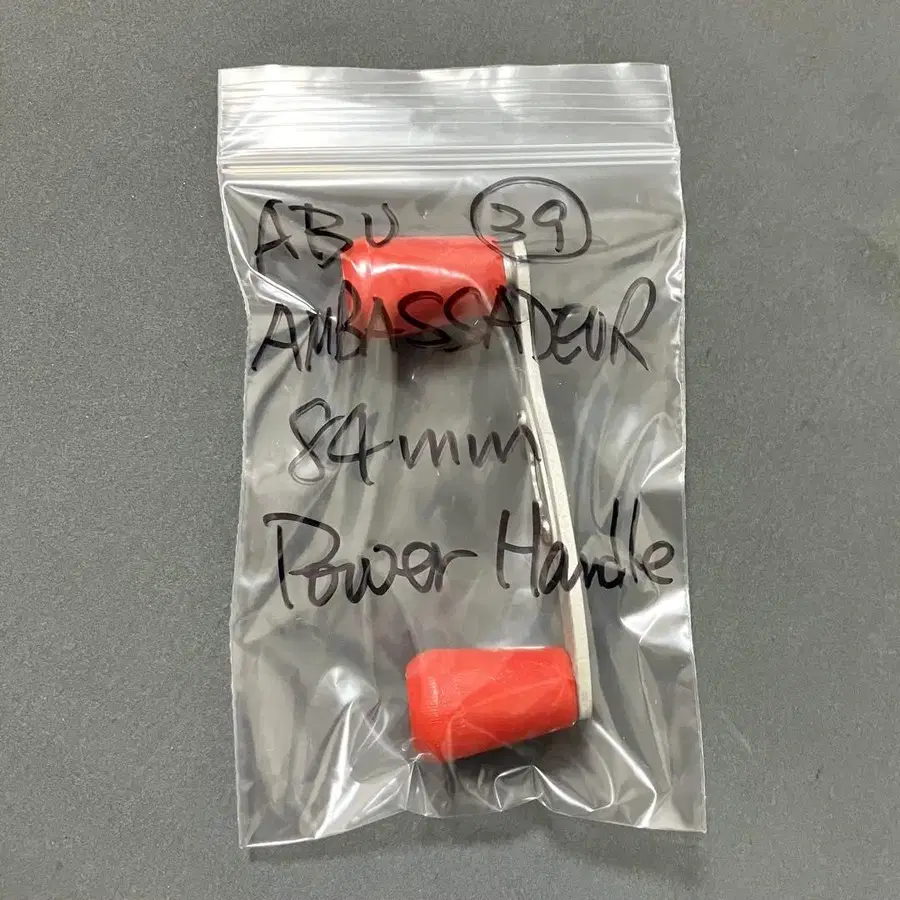 ABU 39
AMBASSADEUR
84mm
Power Handle